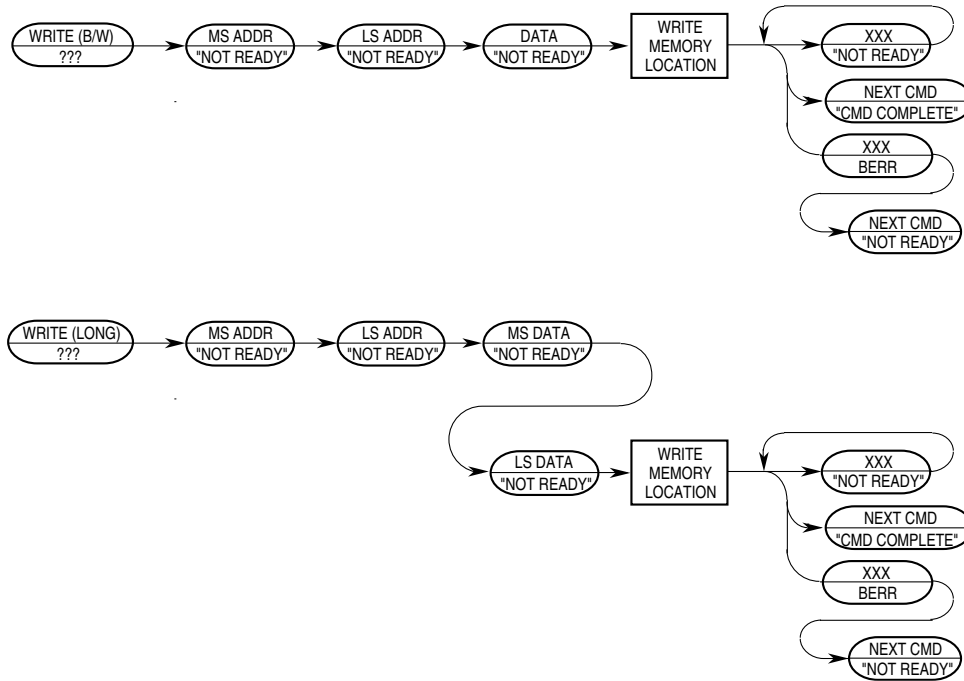 WRITE (B/W)
???
MS ADDR
"NOT READY"
LS ADDR
"NOT READY"
DATA
"NOT READY"
WRITE
MEMORY
LOCATION
XXX
"NOT READY"
NEXT CMD
"CMD COMPLETE"
XXX
BERR
NEXT CMD
"NOT READY"
WRITE (LONG)
???
MS ADDR
"NOT READY"
LS ADDR
"NOT READY"
MS DATA
"NOT READY"
LS DATA
"NOT READY"
WRITE
MEMORY
LOCATION
XXX
"NOT READY"
NEXT CMD
"CMD COMPLETE"
XXX
BERR
NEXT CMD
"NOT READY"